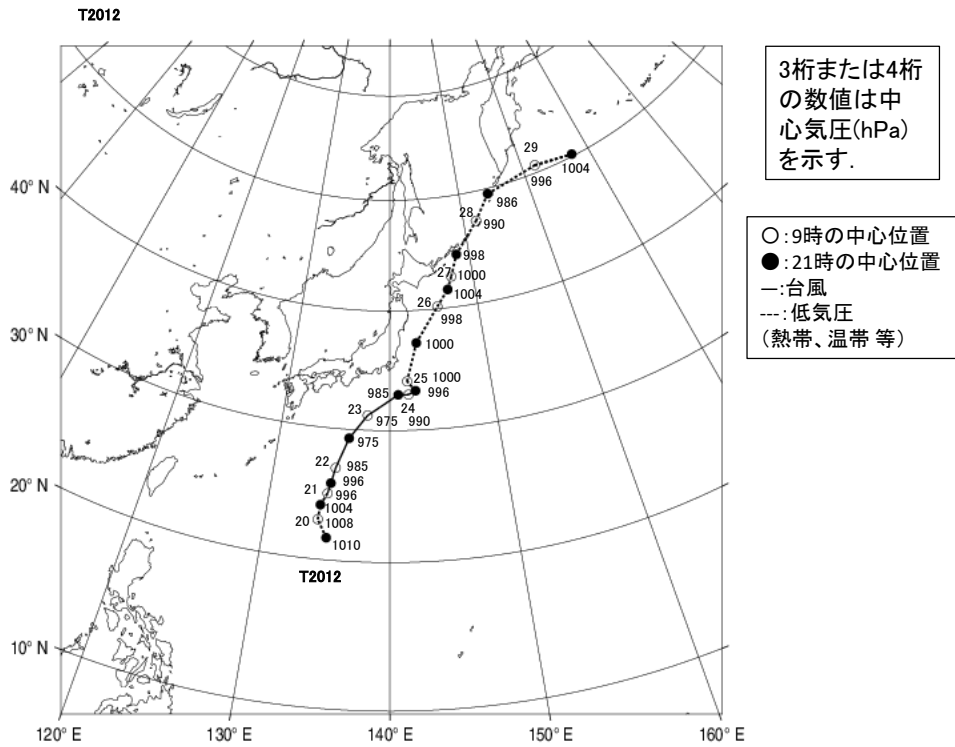 T2012
3桁または4桁
の数値は中
心気圧(hPa)
を示す.
○:9時の中心位置
●:21時の中心位置
—:台風
---:低気圧
(熱帯、温帯 等)
29
1004
996
986
28
990
998
27
1000
1004
26
998
1000
25 1000
985
996
24
23
975
990
975
22
985
996
21
996
1004
20
1008
1010
T2012
40° N
30° N
20° N
10° N
120° E
130° E
140° E
150° E
160° E